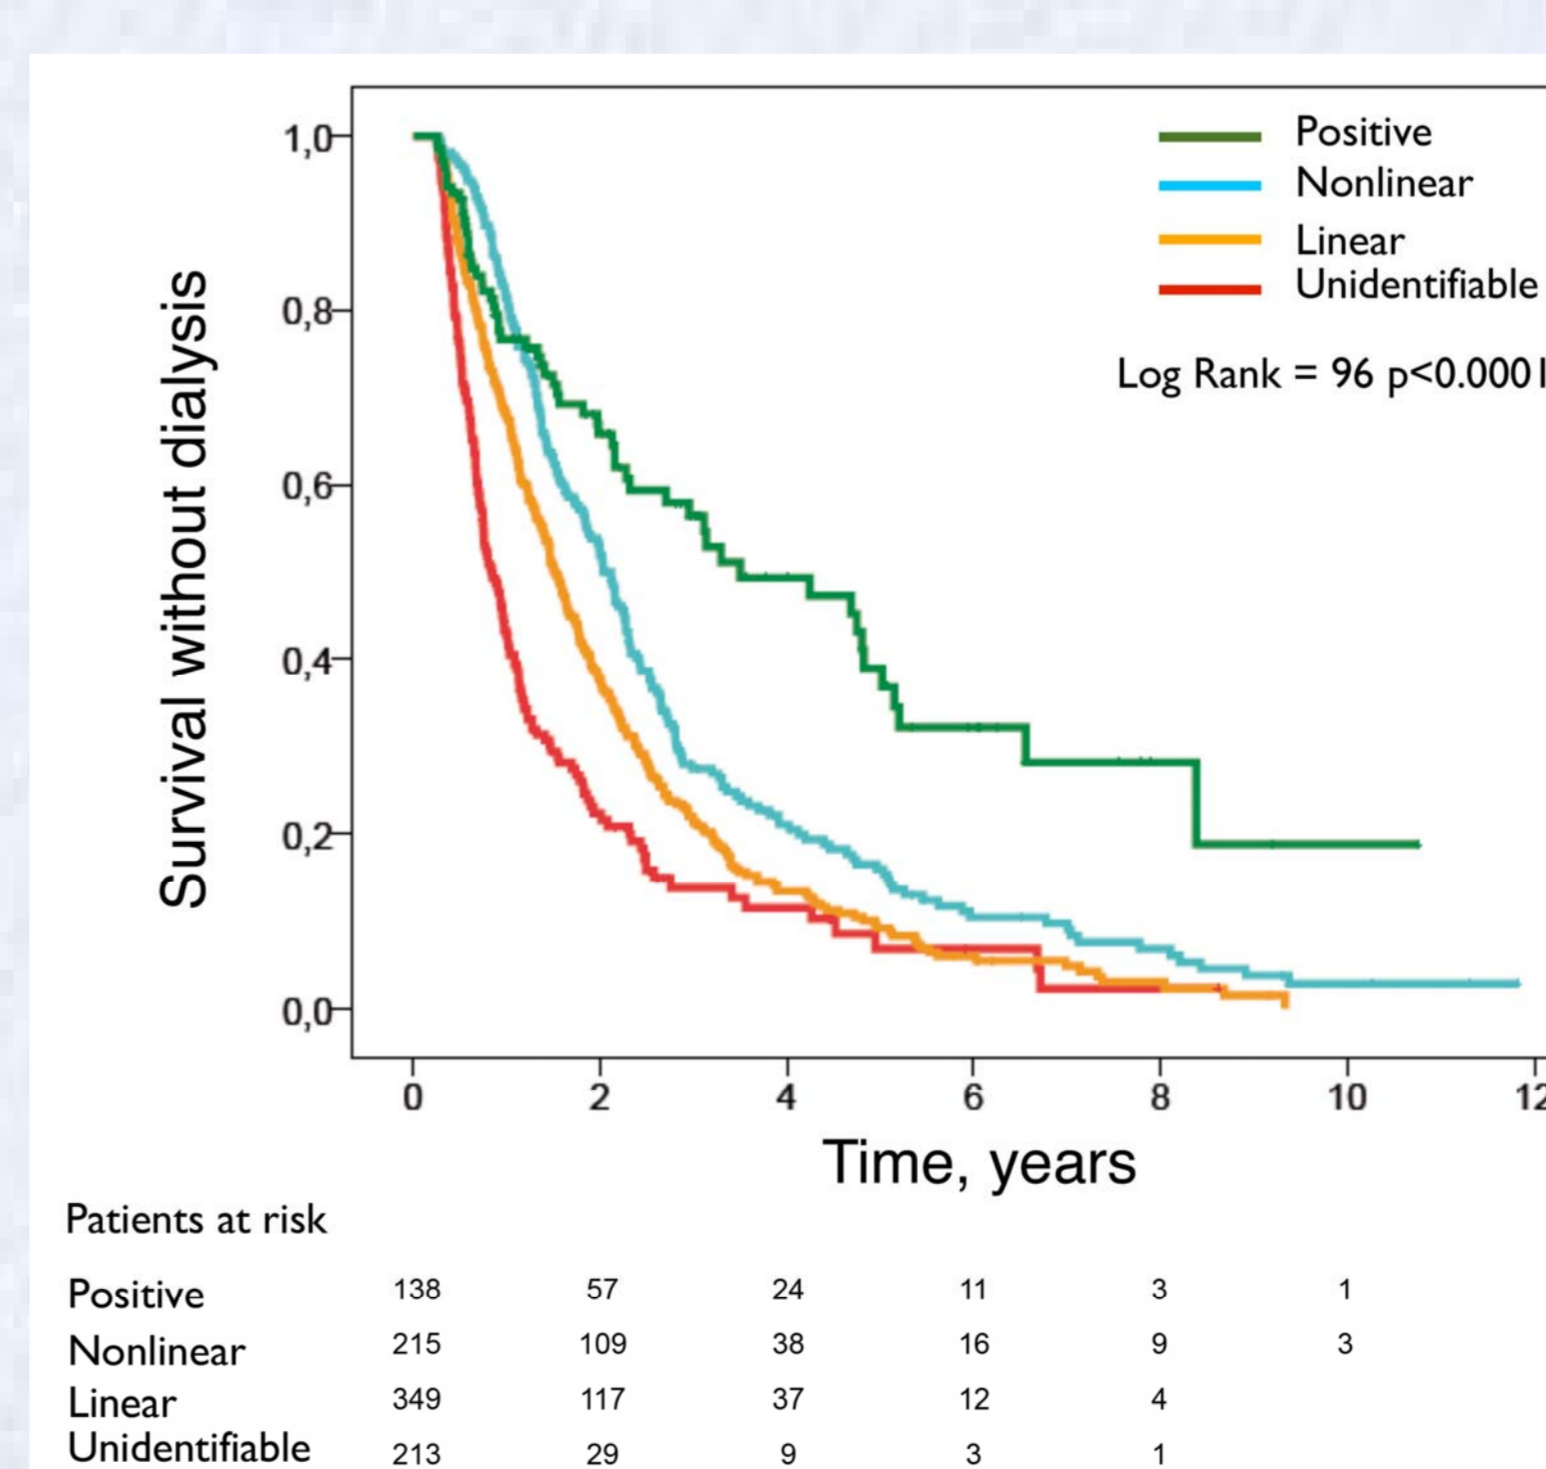 Positive
Nonlinear
Linear
Unidentifiable
Log Rank = 96 p<0.0001
1,0
0,8
0,6
0,4
0,2
0,0
Survival without dialysis
0 2 4 6 8 10 12
Time, years
Patients at risk
Positive 138 57 24 11 3 1
Nonlinear 215 109 38 16 9 3
Linear 349 117 37 12 4
Unidentifiable 213 29 9 3 1